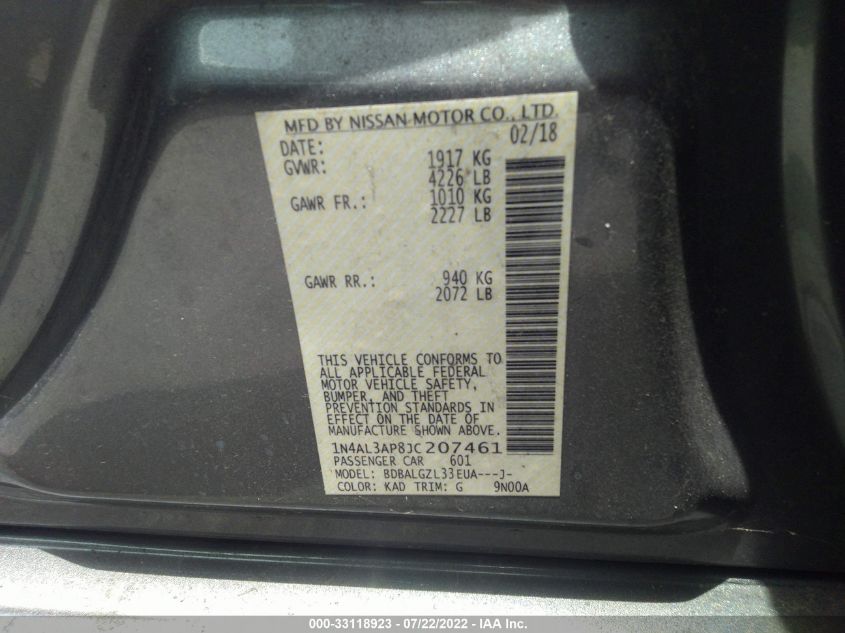 MFD BY NISSAN MOTOR CO., LTD.
DATE: 02/18
GVWR: 1917 KG
4226 LB
GAWR FR.: 1010 KG
2227 LB
GAWR RR.: 940 KG
2072 LB
THIS VEHICLE CONFORMS TO
ALL APPLICABLE FEDERAL
MOTOR VEHICLE SAFETY,
BUMPER, AND THEFT
PREVENTION STANDARDS IN
EFFECT ON THE DATE OF
MANUFACTURE SHOWN ABOVE.
1N4AL3AP8JC207461
PASSENGER CAR 601
MODEL: BDBALGZL33EUA---J-
COLOR: KAD TRIM: G 9N00A
000-33118923 - 07/22/2022 - IAA Inc.